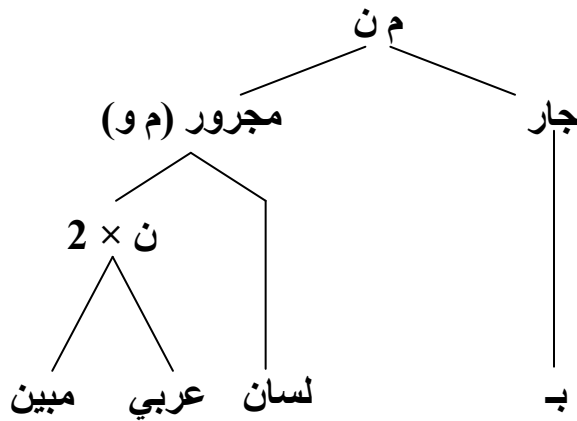 م ن
جار مجرور (م و)
ن × 2
بـ لسان عربي مبين